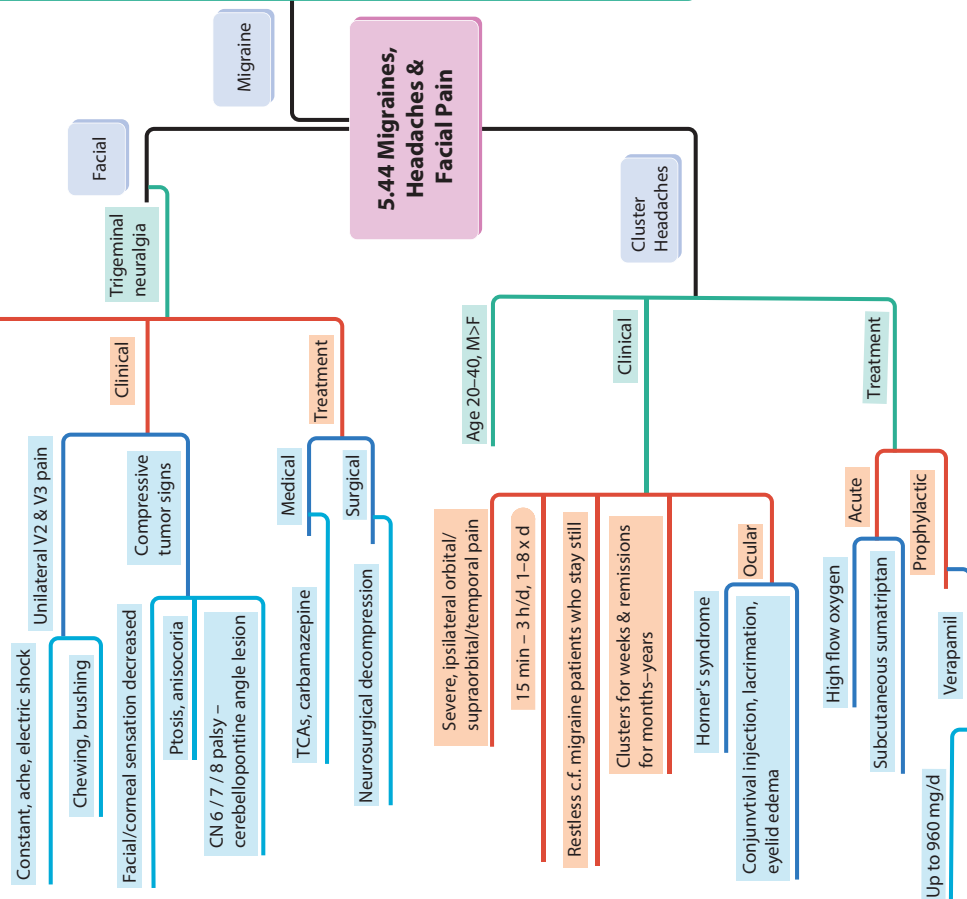 5.44 Migraines,
Headaches &
Facial Pain
Migraine
Facial
Trigeminal
neuralgia
Clinical
Unilateral V2 & V3 pain
Constant, ache, electric shock
Chewing, brushing
Compressive
tumor signs
Facial/corneal sensation decreased
Ptosis, anisocoria
CN 6 / 7 / 8 palsy –
cerebellopontine angle lesion
Treatment
Medical
TCAs, carbamazepine
Surgical
Neurosurgical decompression
Cluster
Headaches
Age 20–40, M>F
Clinical
Severe, ipsilateral orbital/
supraorbital/temporal pain
15 min – 3 h/d, 1–8 x d
Restless c.f. migraine patients who stay still
Clusters for weeks & remissions
for months–years
Ocular
Horner's syndrome
Conjunvtival injection, lacrimation,
eyelid edema
Treatment
Acute
High flow oxygen
Subcutaneous sumatriptan
Prophylactic
Verapamil
Up to 960 mg/d